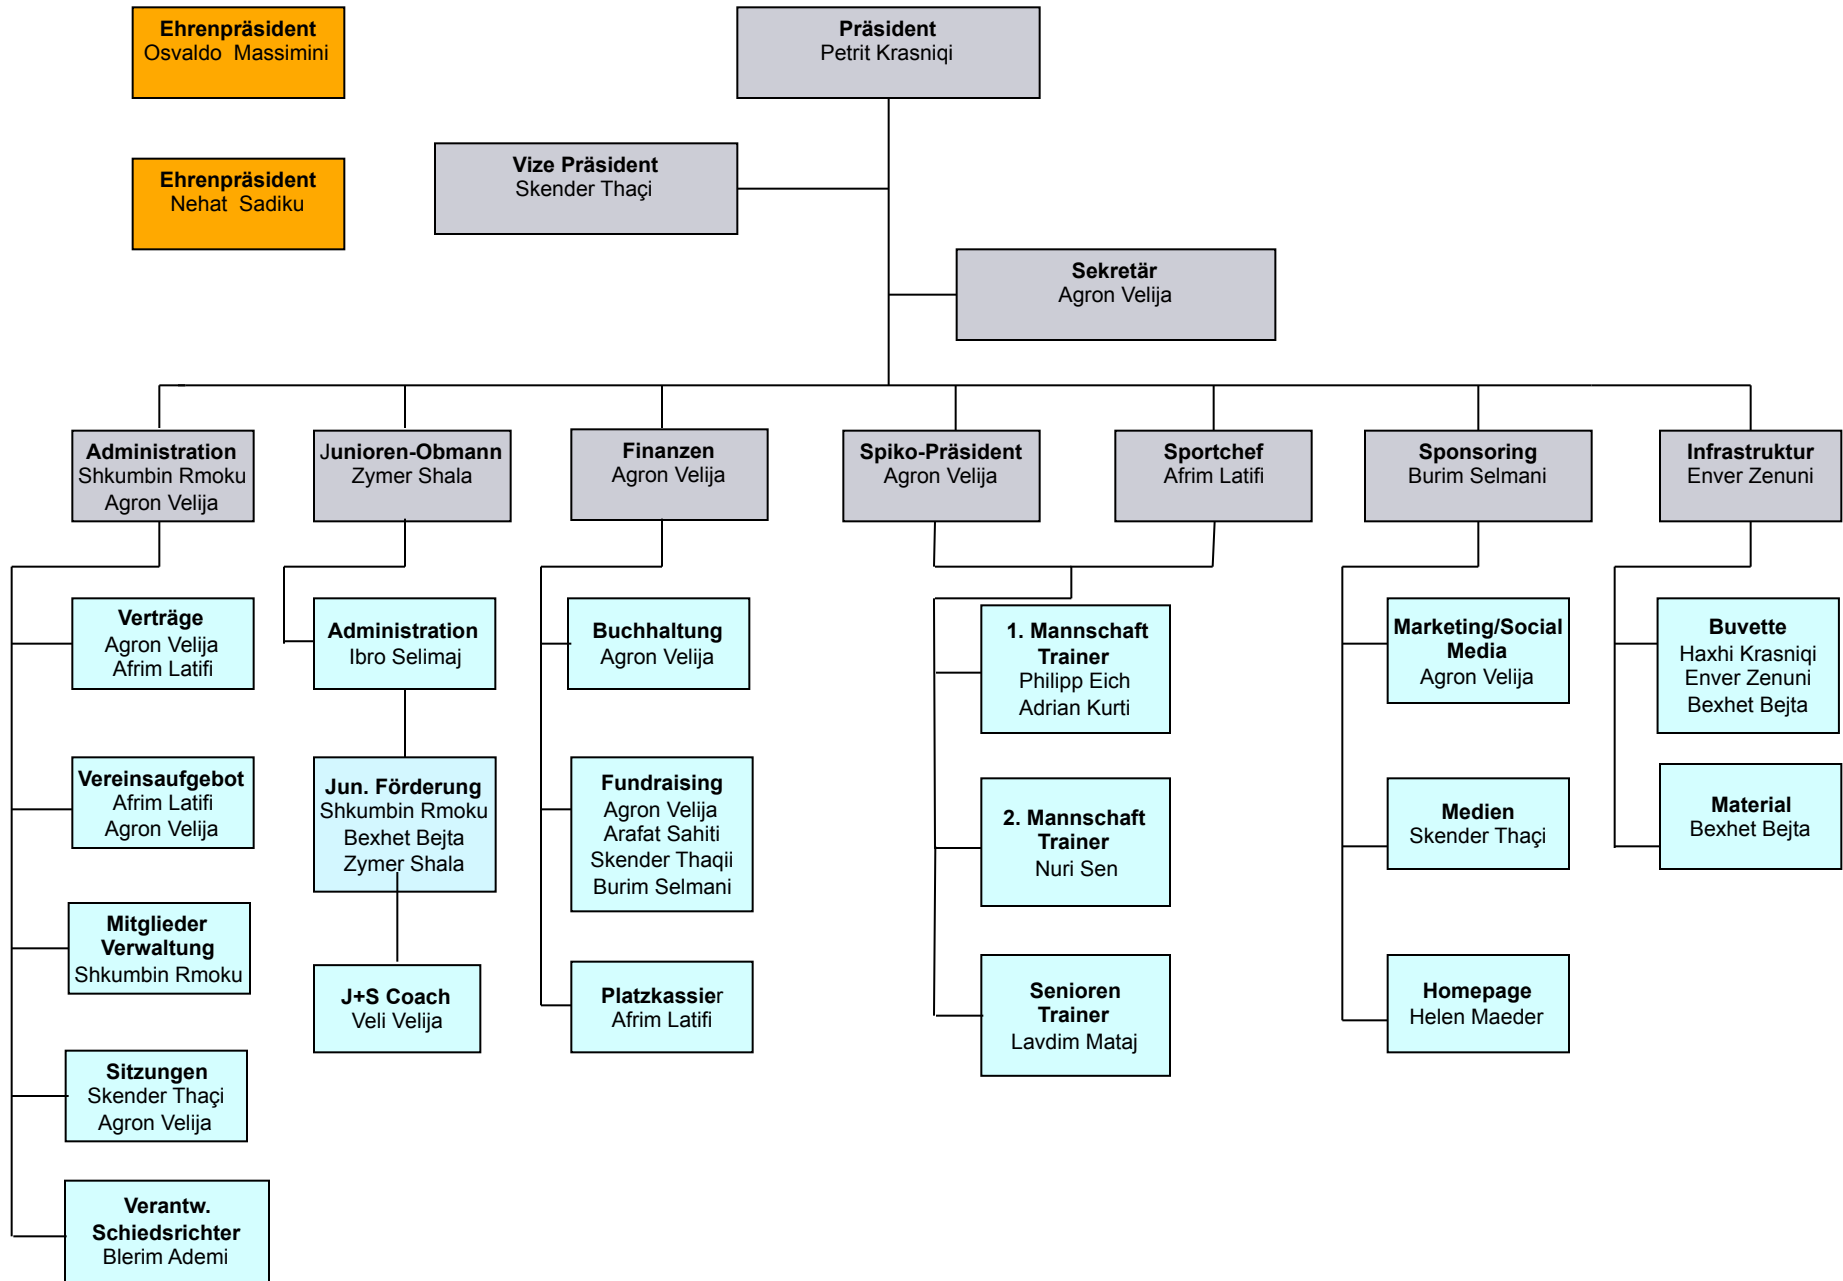 Ehrenpräsident
Osvaldo  Massimini
Präsident
Petrit Krasniqi
Ehrenpräsident
Nehat  Sadiku
Vize Präsident
Skender Thaçi
Sekretär
Agron Velija
Administration
Shkumbin Rmoku
Agron Velija
Junioren-Obmann
Zymer Shala
Finanzen
Agron Velija
Spiko-Präsident
Agron Velija
Sportchef
Afrim Latifi
Sponsoring
Burim Selmani
Infrastruktur
Enver Zenuni
Verträge
Agron Velija
Afrim Latifi
Administration
Ibro Selimaj
Buchhaltung
Agron Velija
1. Mannschaft
Trainer
Philipp Eich
Adrian Kurti
Marketing/Social
Media
Agron Velija
Buvette
Haxhi Krasniqi
Enver Zenuni
Bexhet Bejta
Vereinsaufgebot
Afrim Latifi
Agron Velija
Jun. Förderung
Shkumbin Rmoku
Bexhet Bejta
Zymer Shala
Fundraising
Agron Velija
Arafat Sahiti
Skender Thaqii
Burim Selmani
2. Mannschaft
Trainer
Nuri Sen
Medien
Skender Thaçi
Material
Bexhet Bejta
Mitglieder
Verwaltung
Shkumbin Rmoku
J+S Coach
Veli Velija
Platzkassier
Afrim Latifi
Senioren
Trainer
Lavdim Mataj
Homepage
Helen Maeder
Sitzungen
Skender Thaçi
Agron Velija
Verantw.
Schiedsrichter
Blerim Ademi